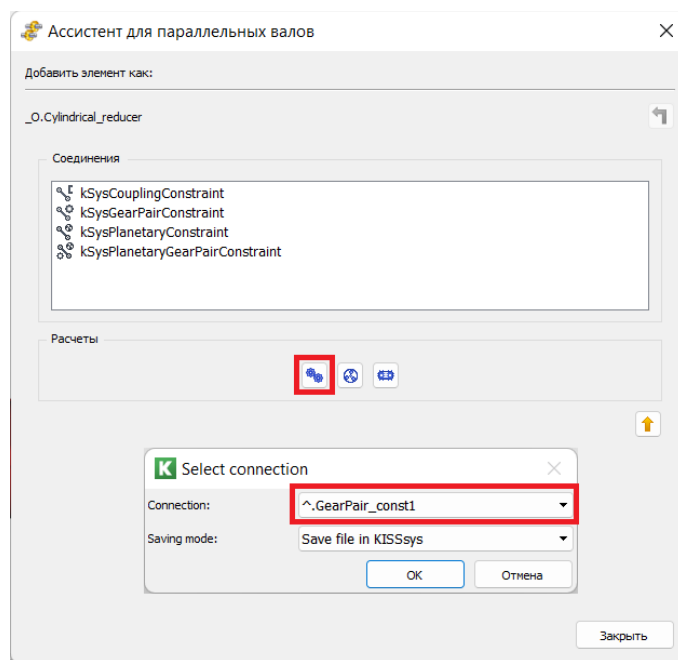 Ассистент для параллельных валов
Добавить элемент как:
_O.Cylindrical_reducer
Соединения
kSysCouplingConstraint
kSysGearPairConstraint
kSysPlanetaryConstraint
kSysPlanetaryGearPairConstraint
Расчеты
K Select connection
Connection: ^.GearPair_const1
Saving mode: Save file in KISSsys
ОК Отмена
Закрыть